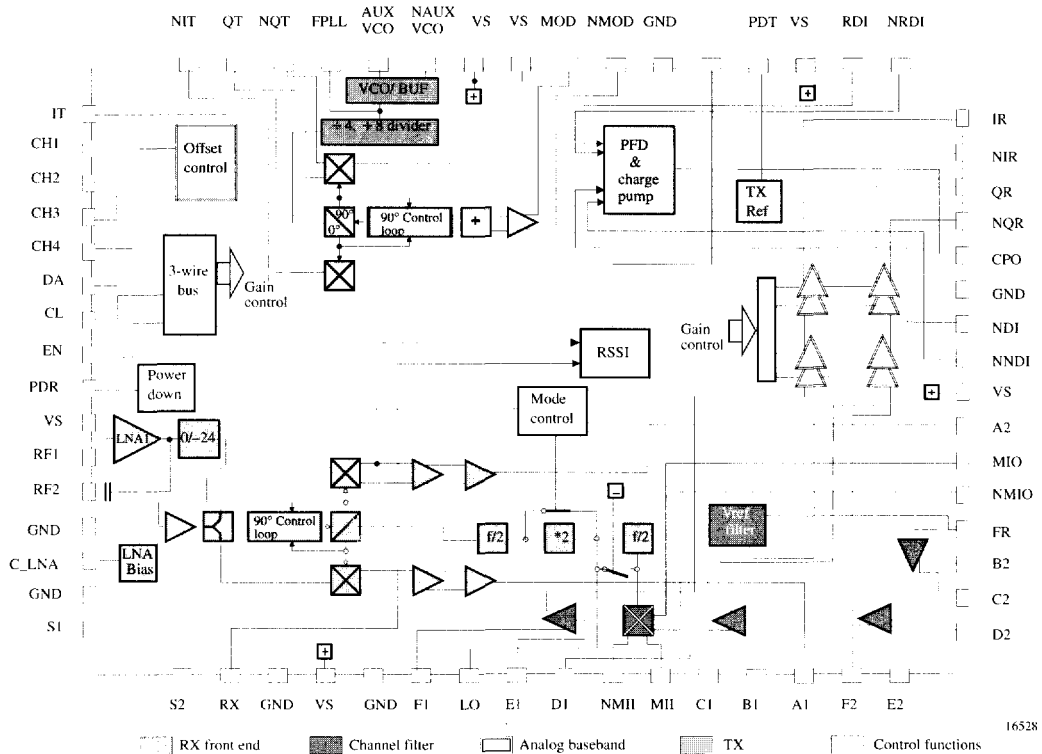 NIT QT NQT FPLL AUX VCO NAUX VCO VS VS MOD NMOD GND PDT VS RDI NRDI
IT
CH1
CH2
CH3
CH4
DA
CL
EN
PDR
VS
RF1
RF2
GND
C_LNA
GND
S1
VCO/ BUF
÷ 4, ÷ 8 divider
Offset
control
90°
0°
90° Control
loop
÷
PFD
&
charge
pump
TX
Ref
3-wire
bus
Gain
control
Gain
control
RSSI
Power
down
Mode
control
LNA1
0/−24
90° Control
loop
LNA
Bias
f/2
*2
f/2
Vref
filter
+
+
+
+
−
IR
NIR
QR
NQR
CPO
GND
NDI
NNDI
VS
A2
MIO
NMIO
FR
B2
C2
D2
S2 RX GND VS GND F1 LO E1 D1 NMII MII C1 B1 A1 F2 E2
16528
RX front end
Channel filter
Analog baseband
TX
Control functions